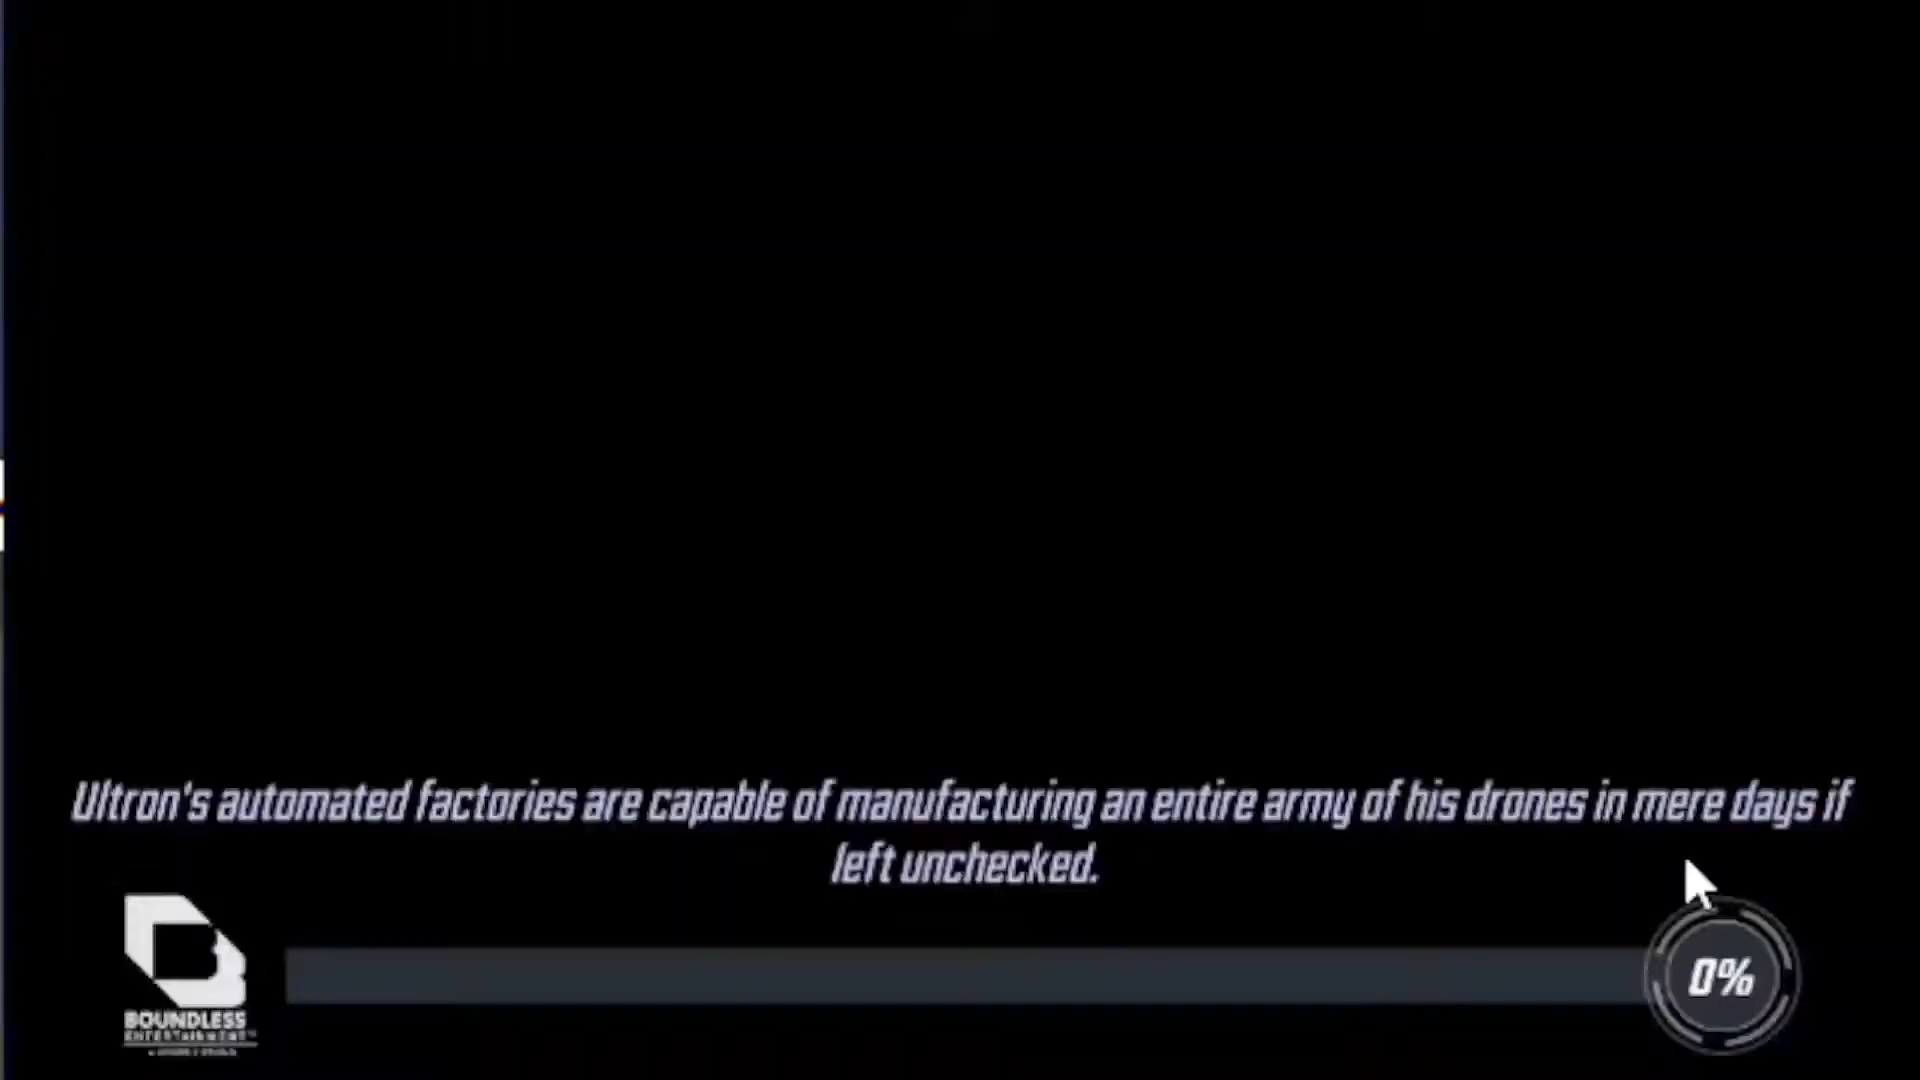 Ultron's automated factories are capable of manufacturing an entire army of his drones in mere days if
left unchecked.
0%
BOUNDLESS
ENTERTAINMENT